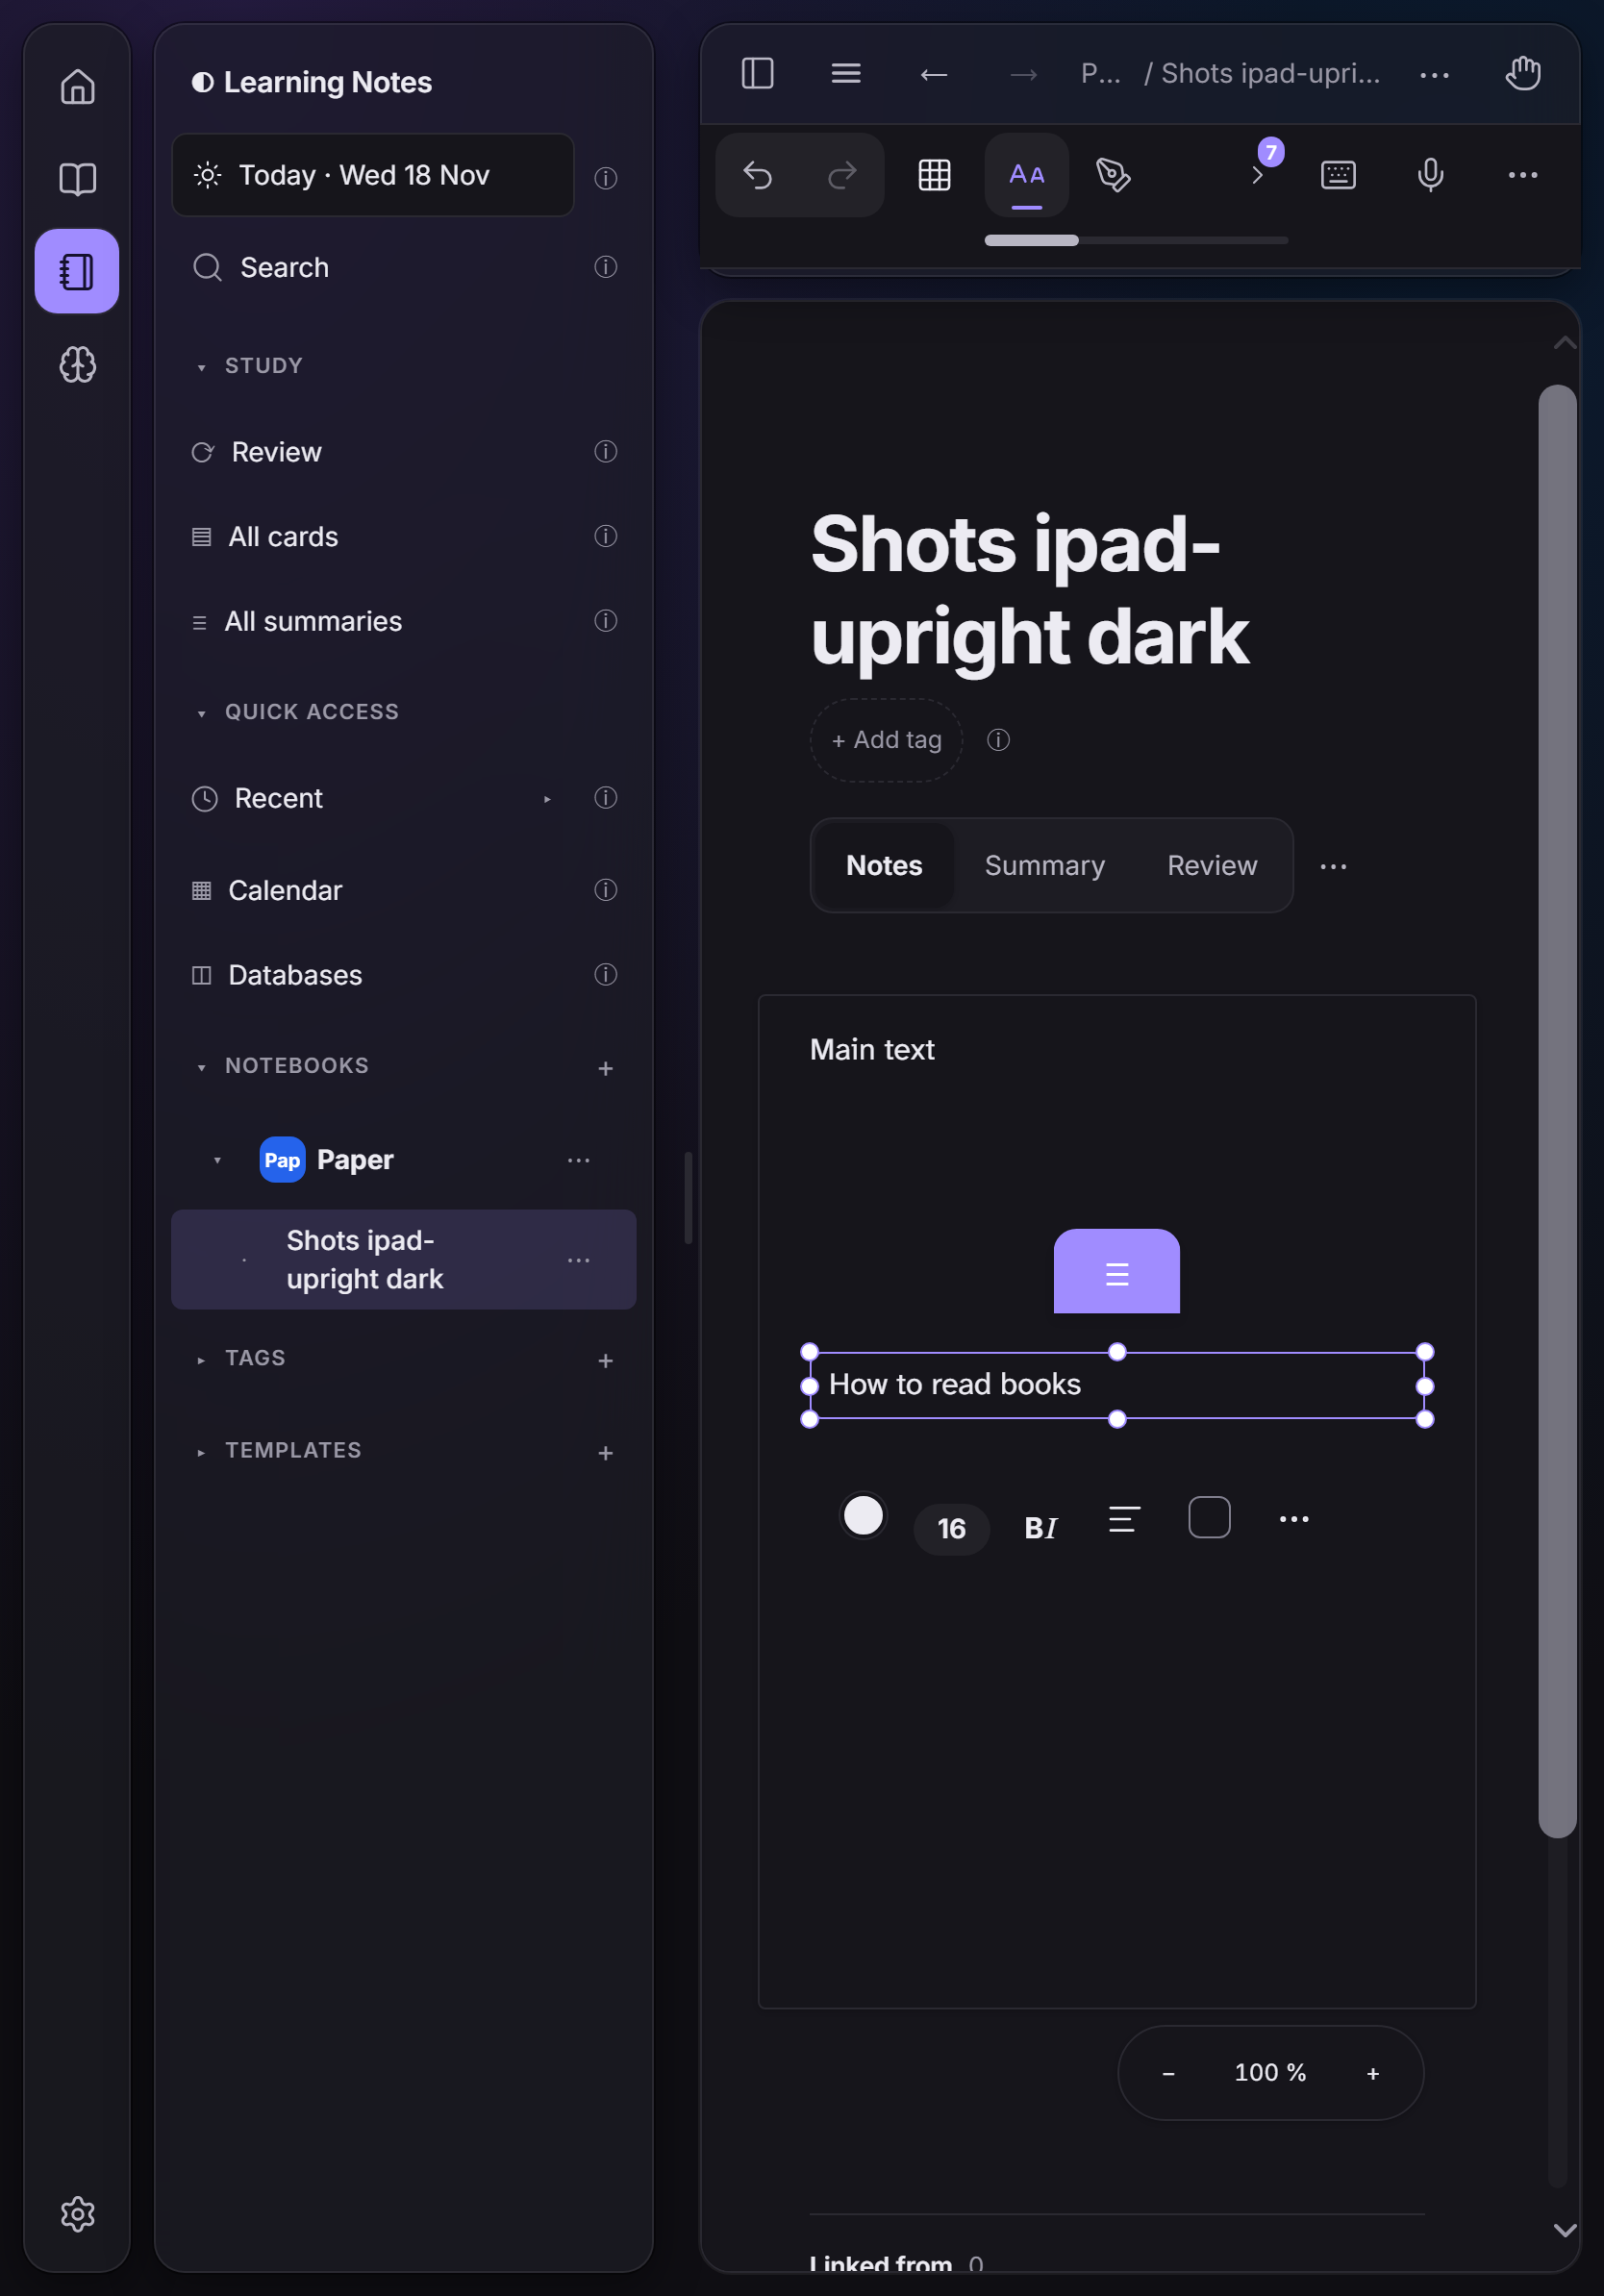 Learning Notes
Today · Wed 18 Nov
Search
STUDY
Review
All cards
All summaries
QUICK ACCESS
Recent
Calendar
Databases
NOTEBOOKS
Pap Paper
Shots ipad-
upright dark
TAGS
TEMPLATES
P... / Shots ipad-upri...
AA
7
Shots ipad-
upright dark
+ Add tag
Notes Summary Review
Main text
How to read books
16 BI
− 100 % +
Linked from 0